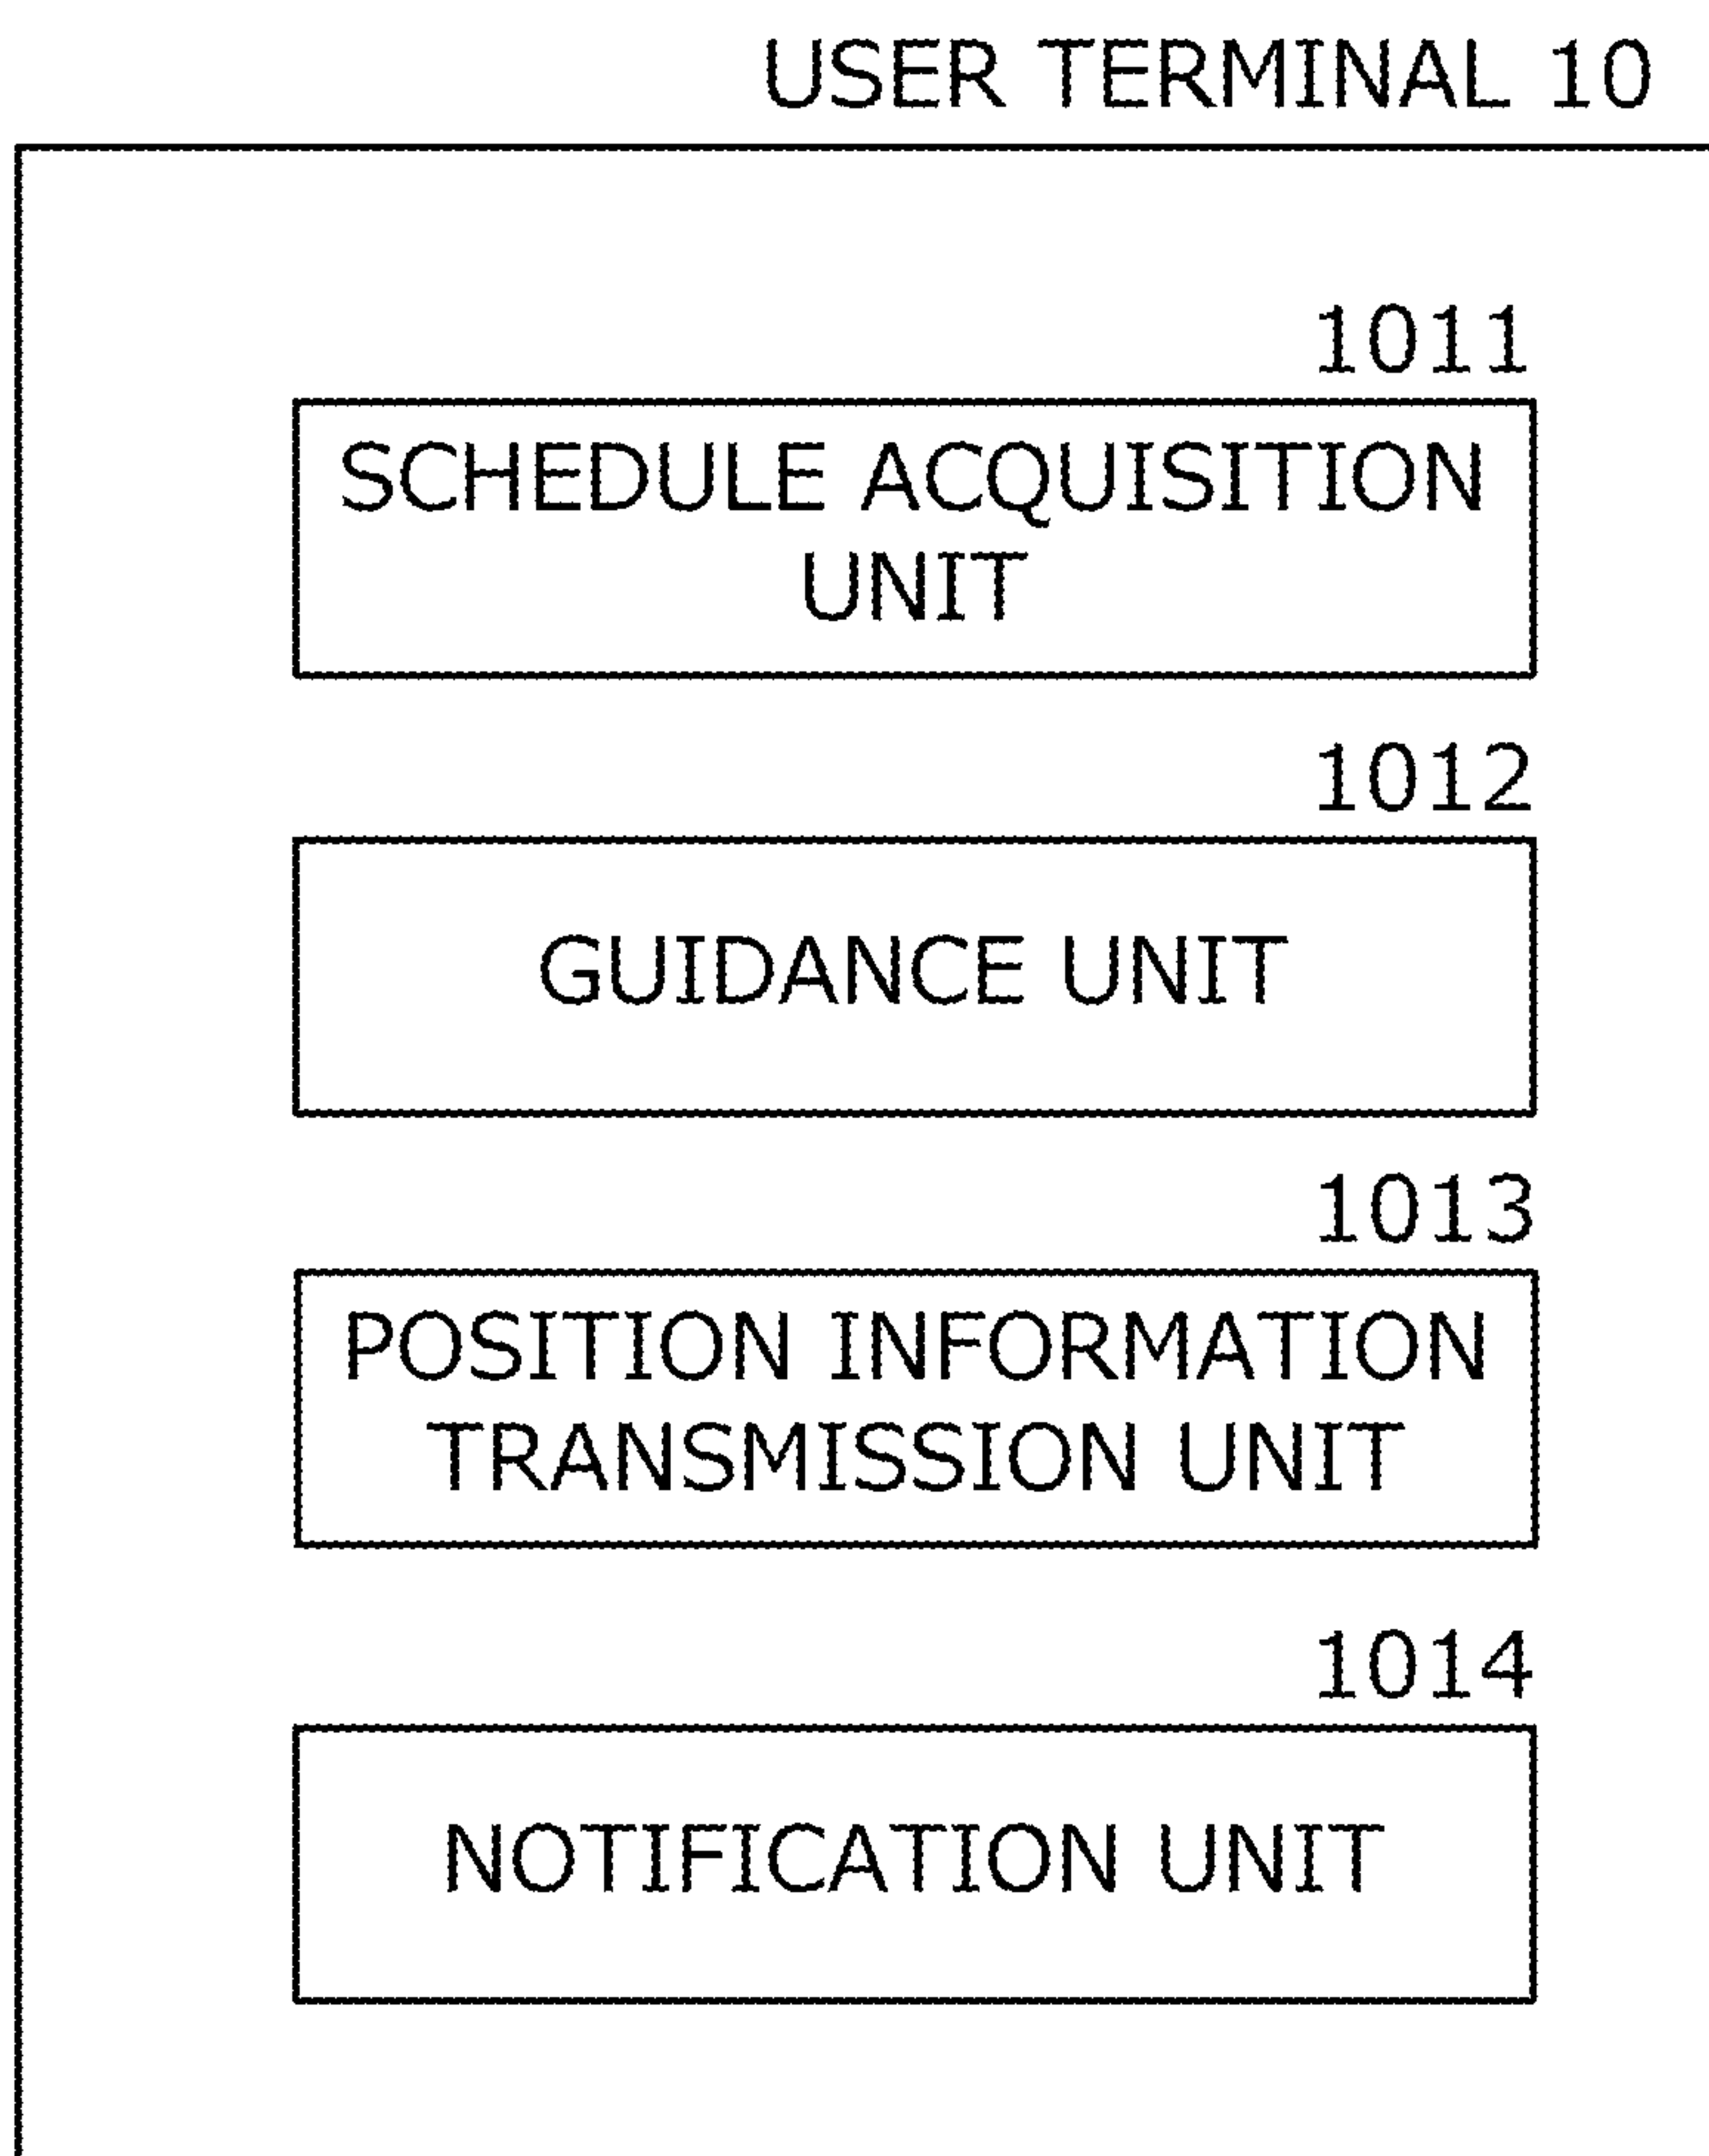 USER TERMINAL 10
1011
SCHEDULE ACQUISITION
UNIT
1012
GUIDANCE UNIT
1013
POSITION INFORMATION
TRANSMISSION UNIT
1014
NOTIFICATION UNIT